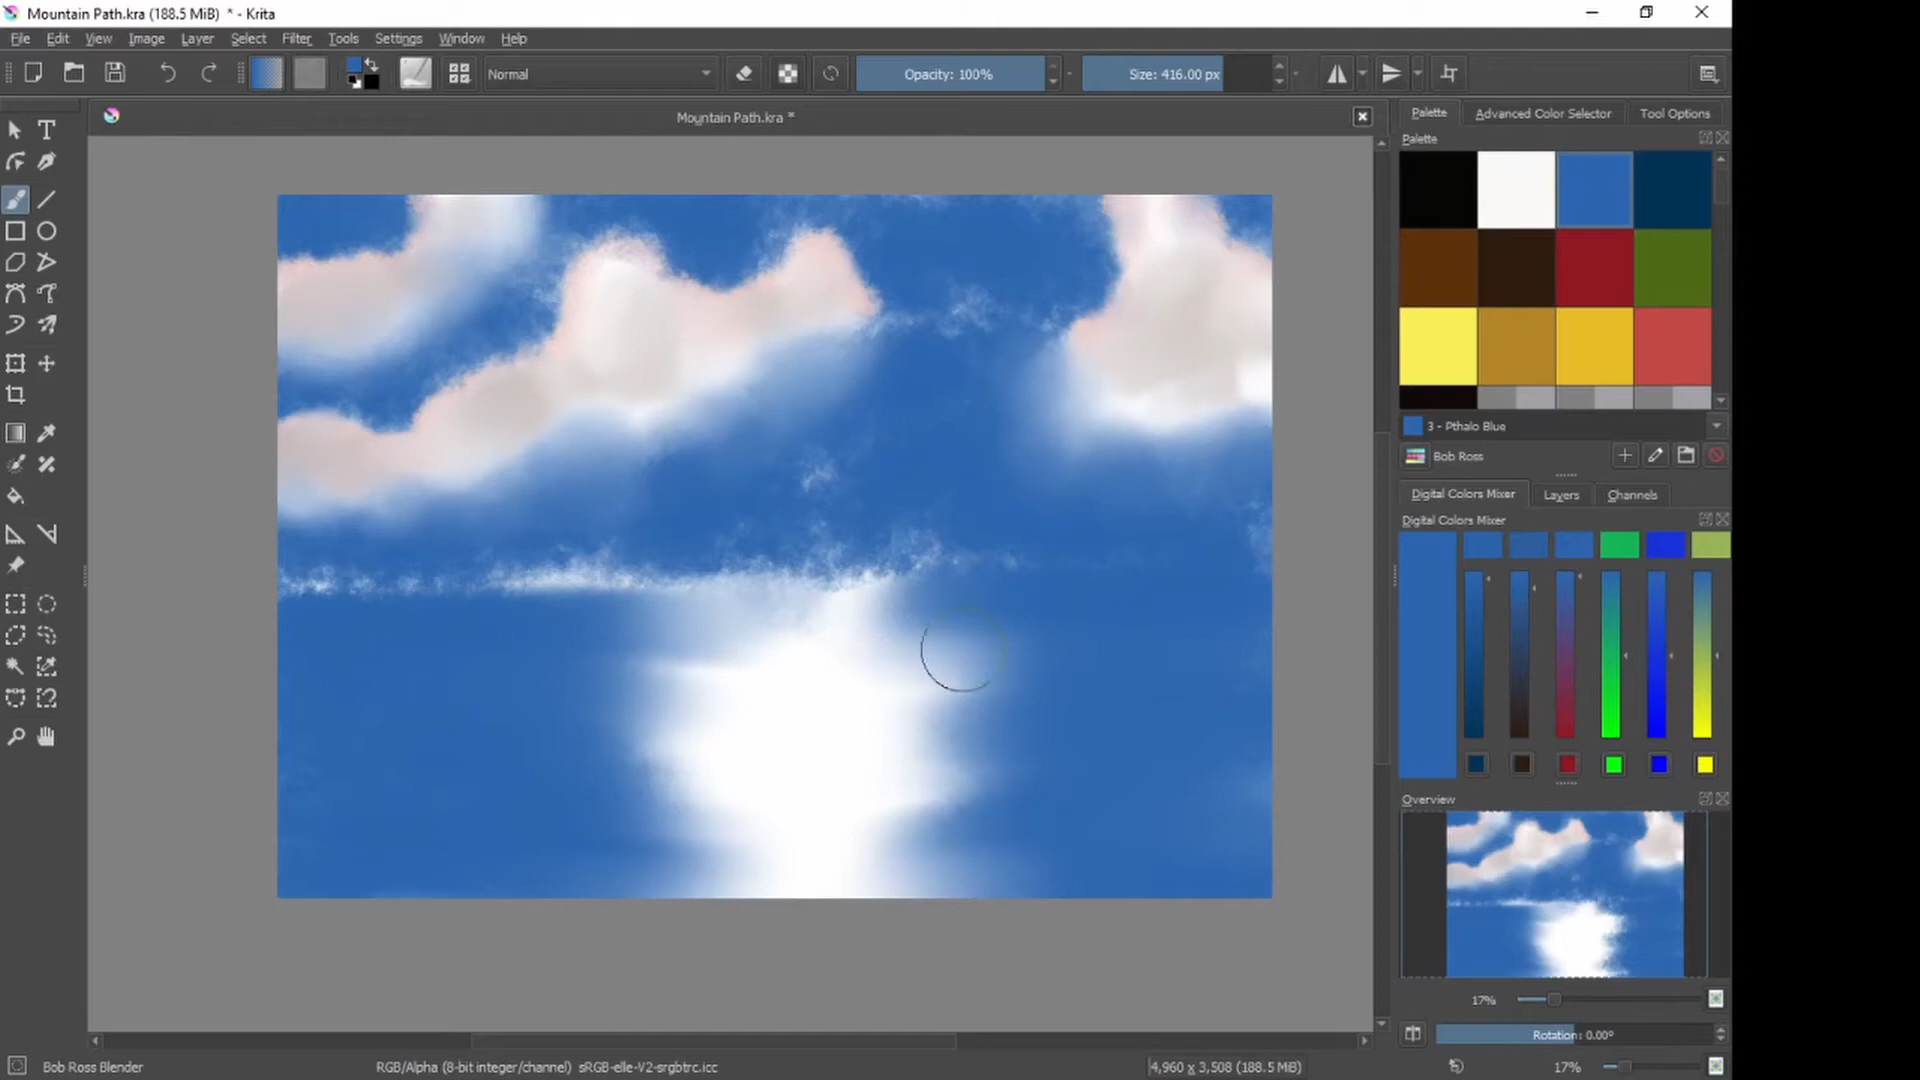 Mountain Path.kra (188.5 MiB) * - Krita
File Edit View Image Layer Select Filter Tools Settings Window Help
Normal Opacity: 100% Size: 416.00 px
Mountain Path.kra *
Palette Advanced Color Selector Tool Options
Palette
3 - Pthalo Blue
Bob Ross
Digital Colors Mixer Layers Channels
Digital Colors Mixer
Overview
17%
Rotation: 0.00°
Bob Ross Blender RGB/Alpha (8-bit integer/channel) sRGB-elle-V2-srgbtrc.icc 4,960 x 3,508 (188.5 MiB) 17%